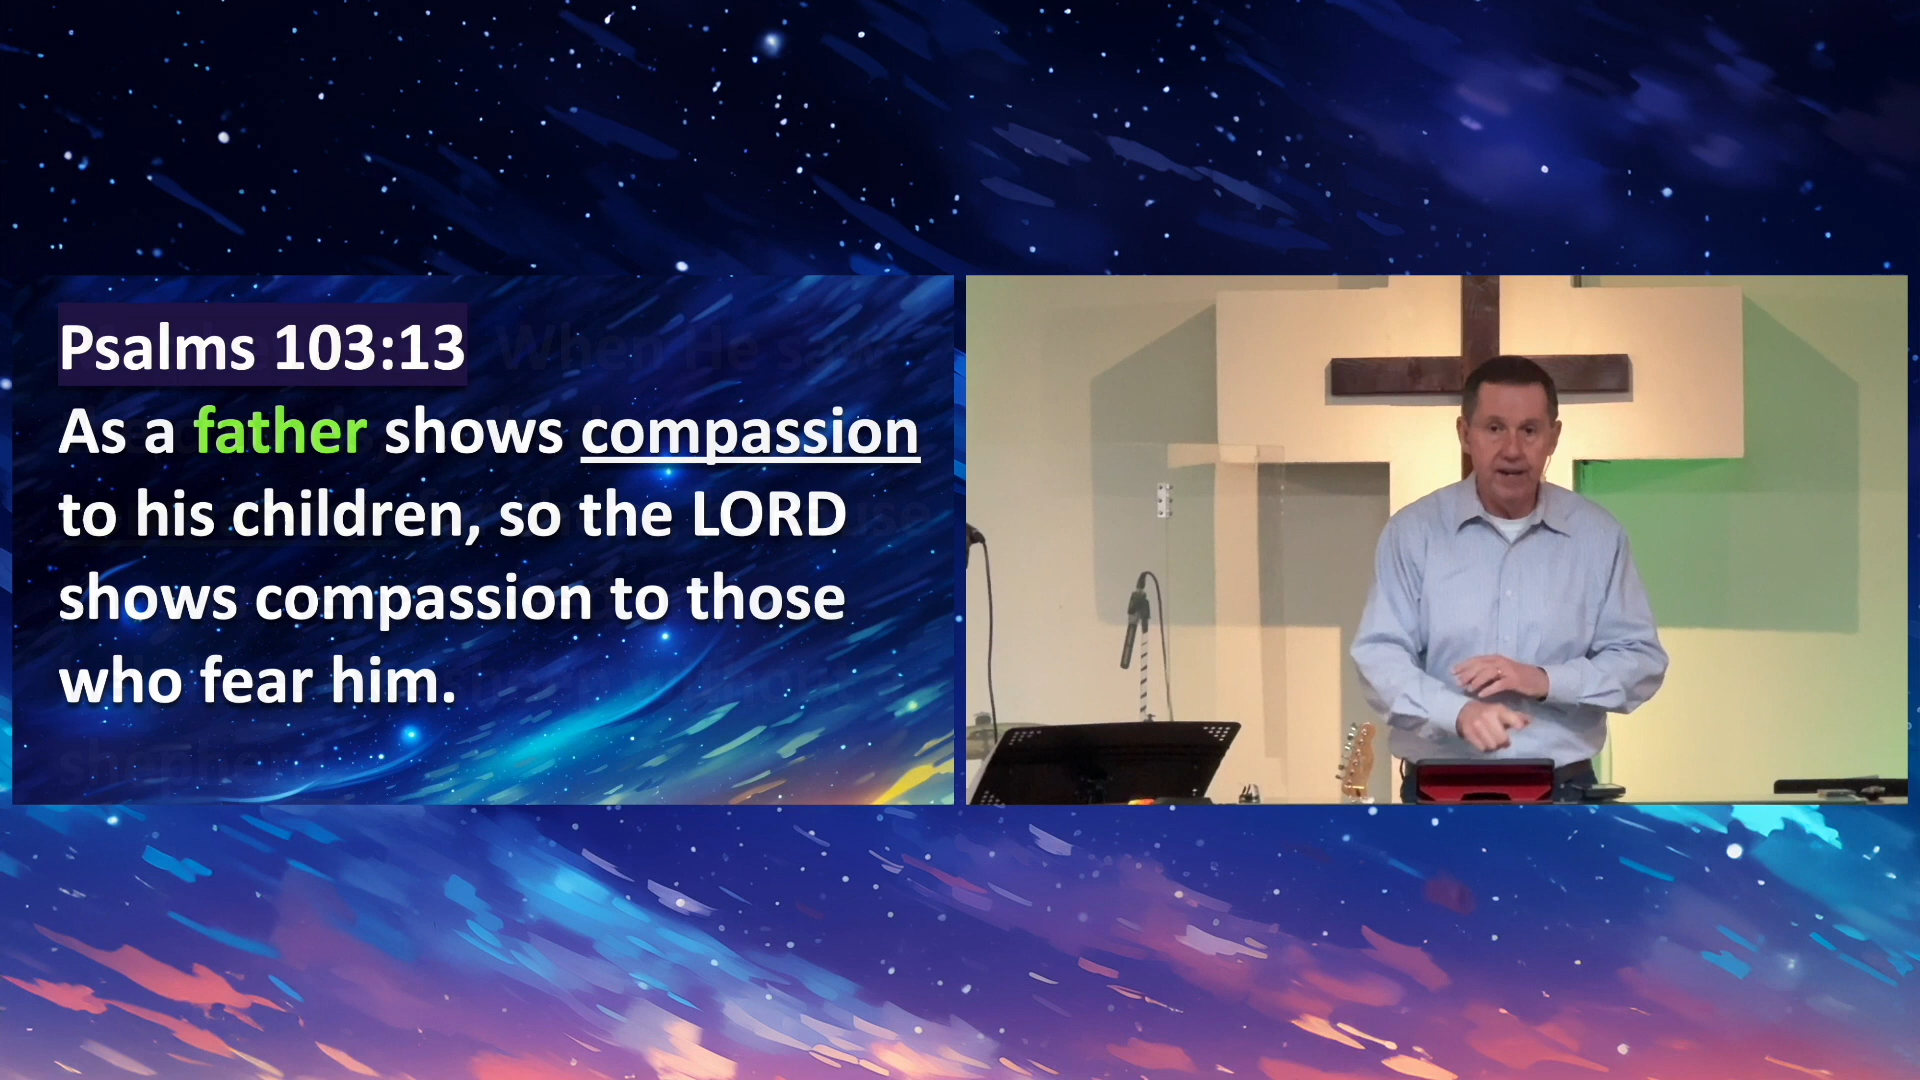 Psalms 103:13
As a father shows compassion
to his children, so the LORD
shows compassion to those
who fear him.